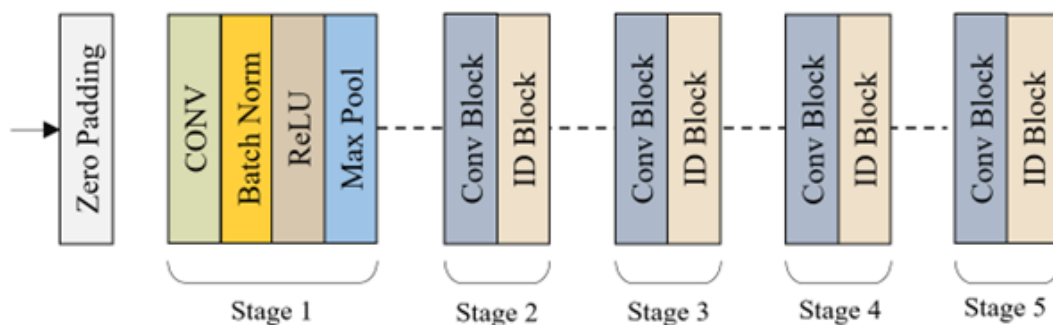 Zero Padding
CONV
Batch Norm
ReLU
Max Pool
Conv Block
ID Block
Conv Block
ID Block
Conv Block
ID Block
Conv Block
ID Block
Stage 1
Stage 2
Stage 3
Stage 4
Stage 5